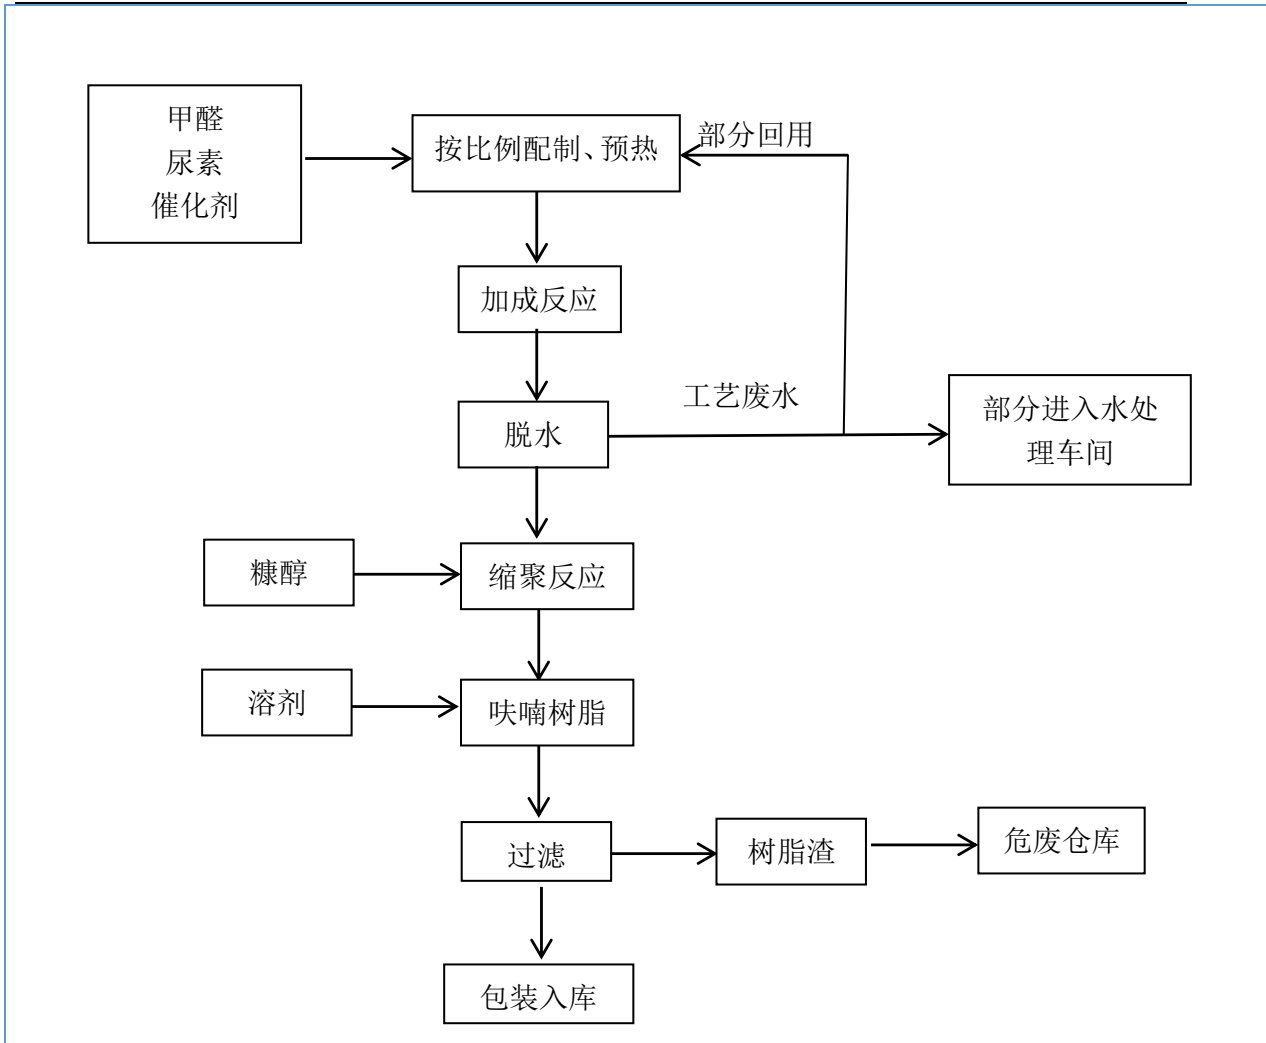 甲醛
尿素
催化剂
按比例配制、预热
部分回用
加成反应
工艺废水
脱水
部分进入水处
理车间
糠醇
缩聚反应
溶剂
呋喃树脂
过滤
树脂渣
危废仓库
包装入库